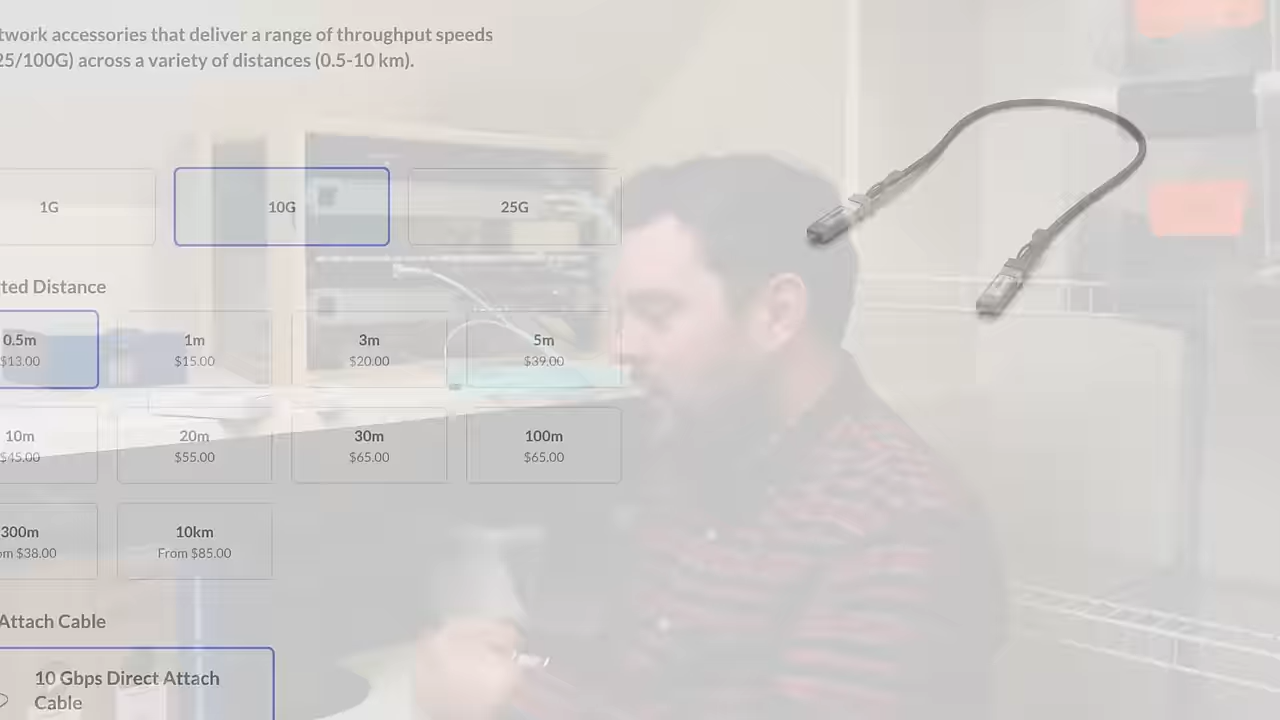 twork accessories that deliver a range of throughput speeds
25/100G) across a variety of distances (0.5-10 km).
1G
10G
25G
ted Distance
0.5m
1m
3m
5m
$13.00
$15.00
$20.00
$39.00
10m
20m
30m
100m
$45.00
$55.00
$65.00
$65.00
300m
10km
om $38.00
From $85.00
Attach Cable
10 Gbps Direct Attach
Cable